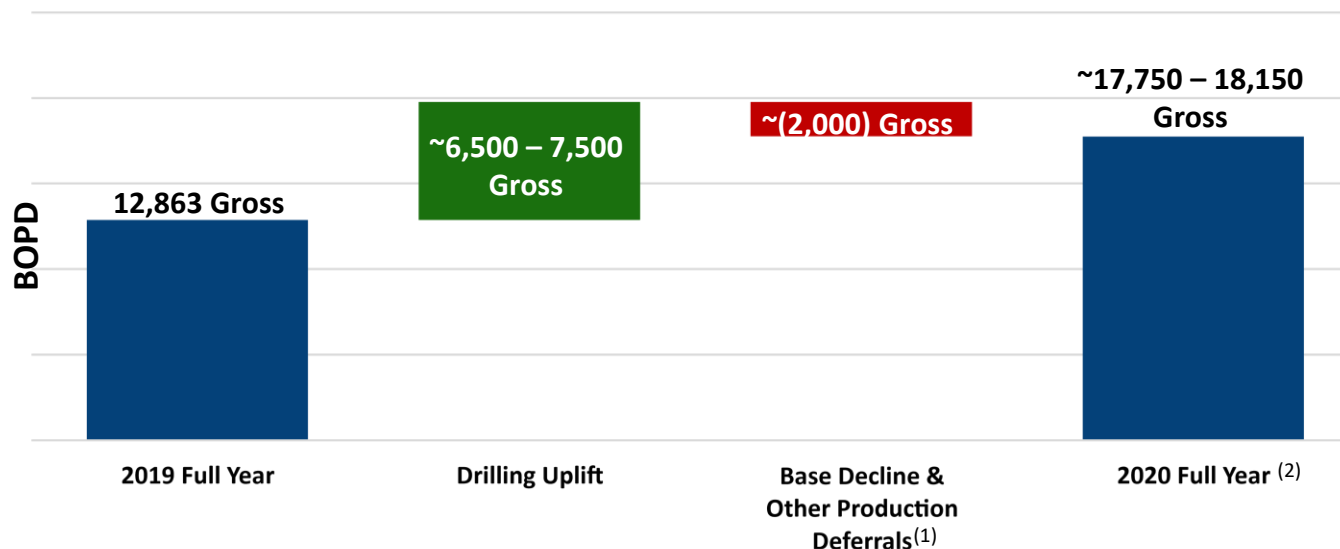 BOPD
12,863 Gross
~6,500 – 7,500
Gross
~(2,000) Gross
~17,750 – 18,150
Gross
2019 Full Year
Drilling Uplift
Base Decline &
Other Production
Deferrals(1)
2020 Full Year (2)